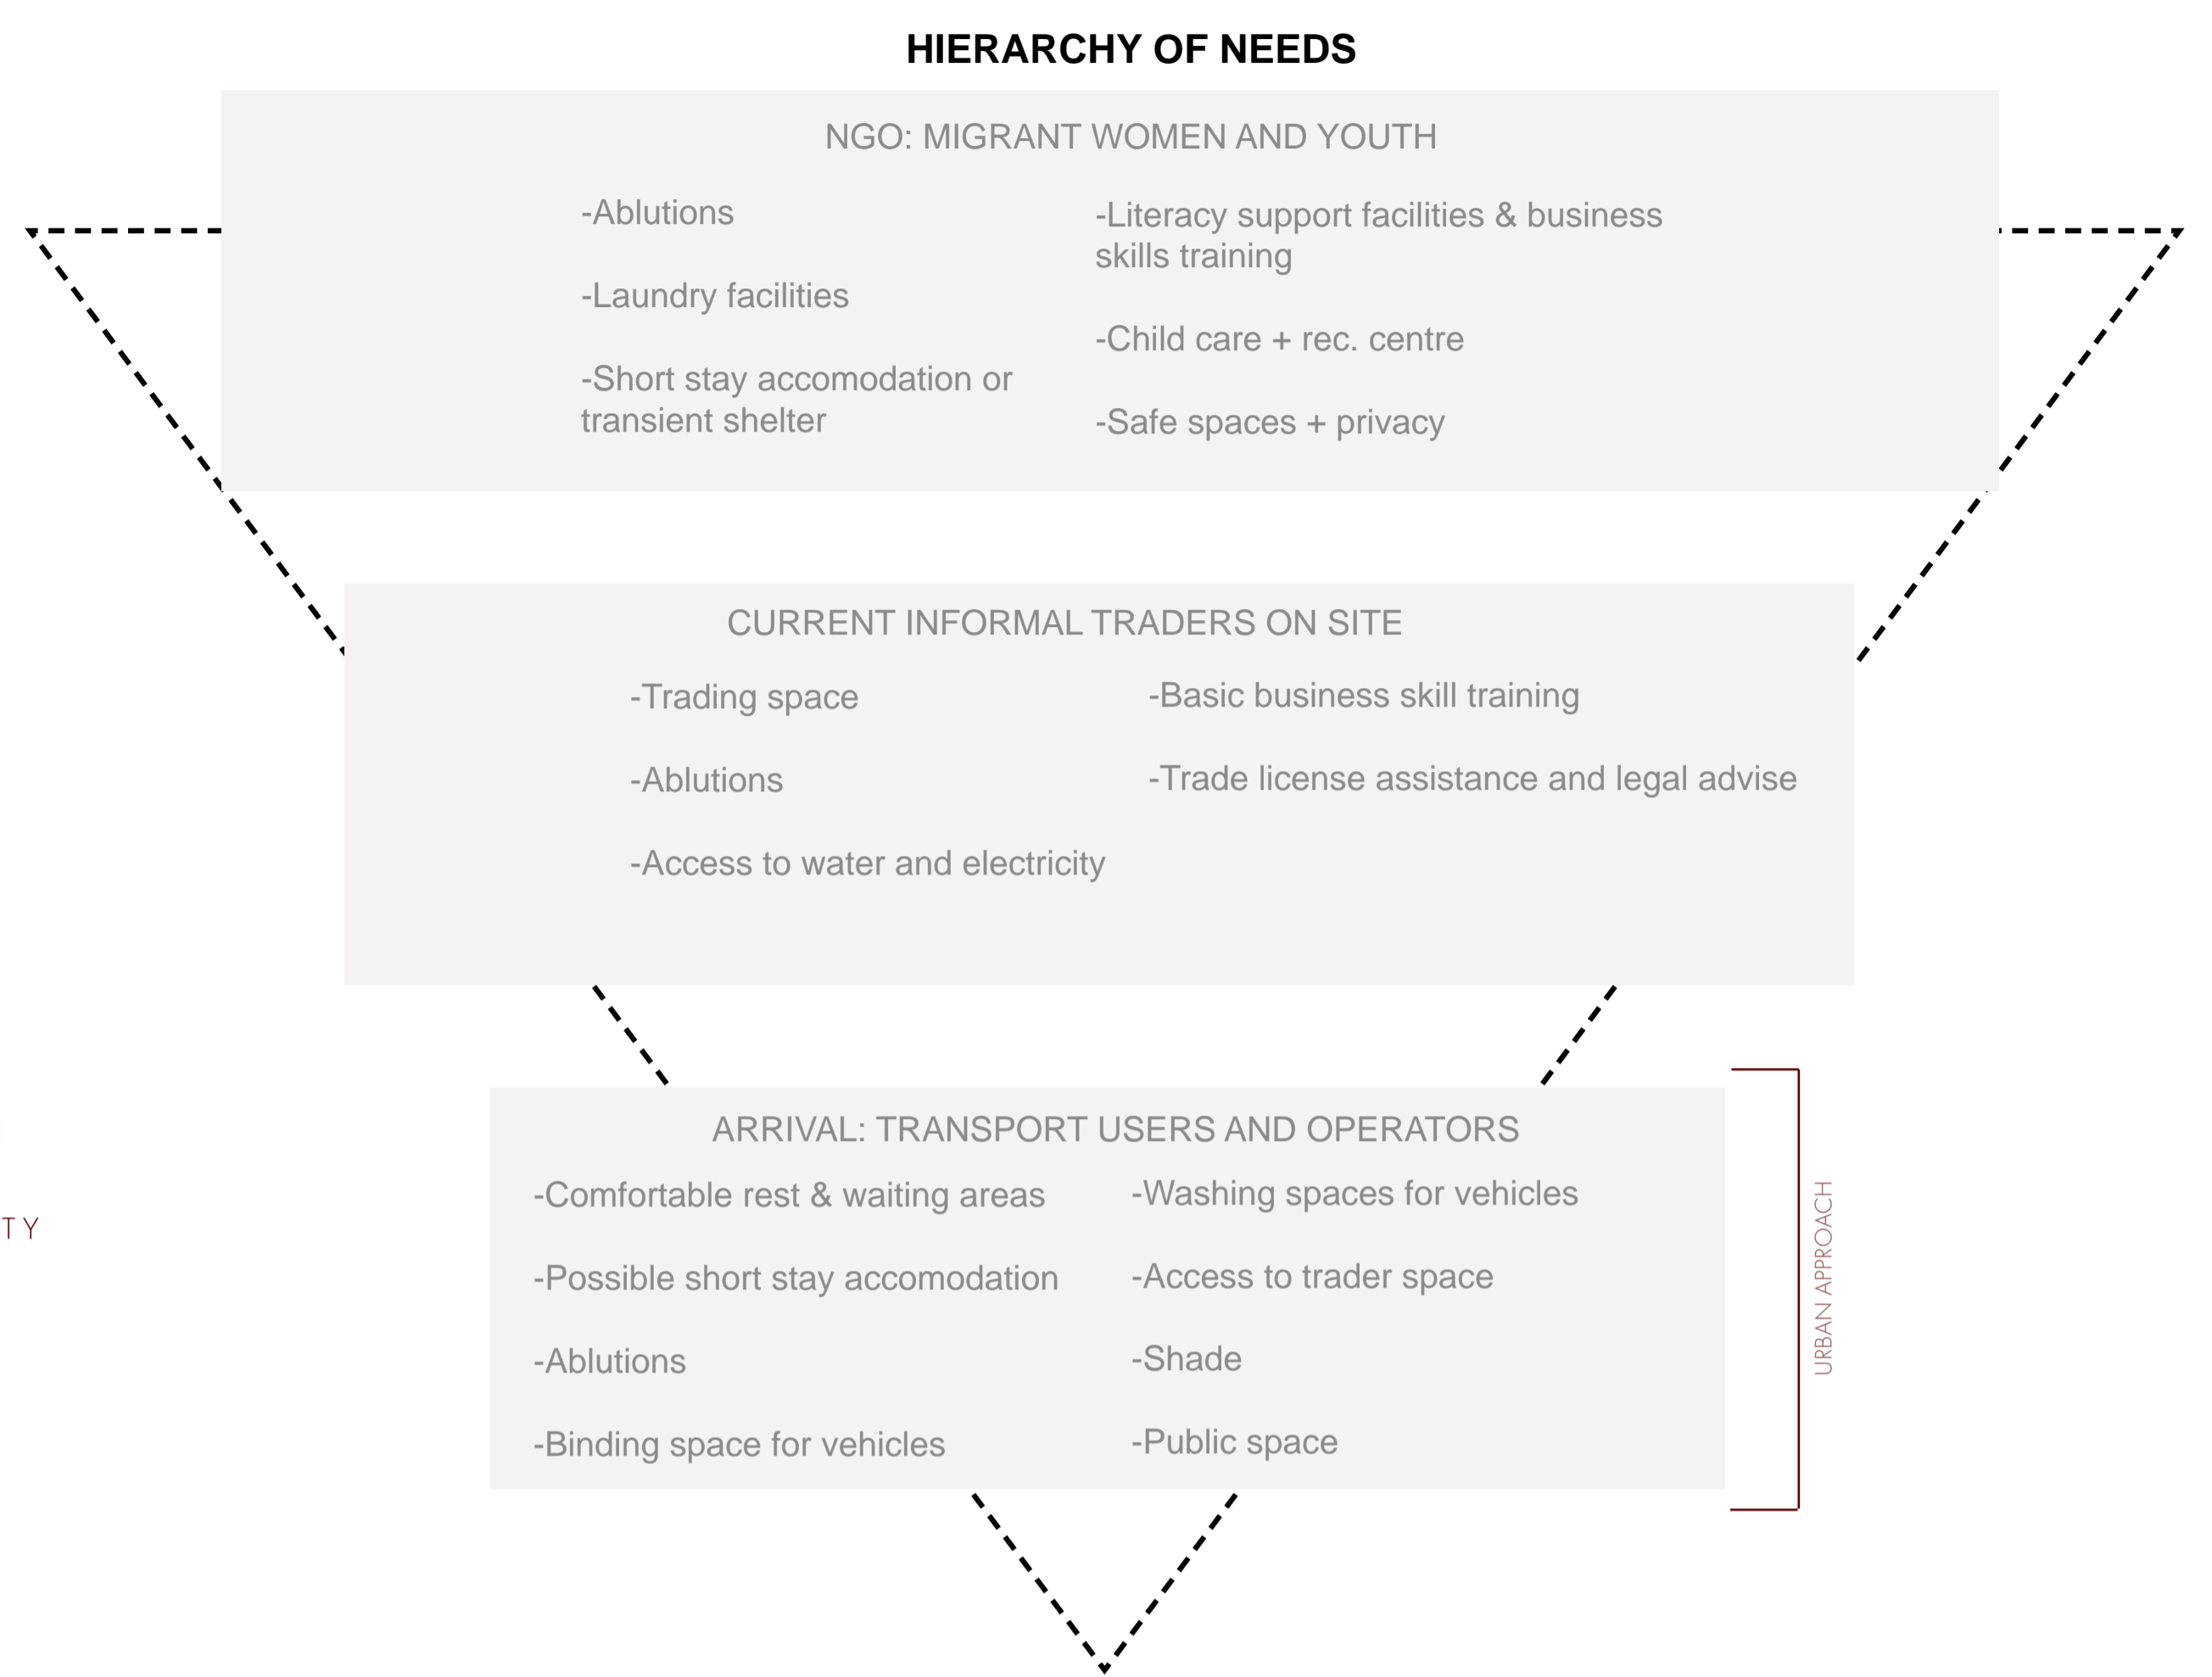 HIERARCHY OF NEEDS
NGO: MIGRANT WOMEN AND YOUTH
-Ablutions
-Laundry facilities
-Short stay accomodation or
transient shelter
-Literacy support facilities & business
skills training
-Child care + rec. centre
-Safe spaces + privacy
CURRENT INFORMAL TRADERS ON SITE
-Trading space
-Ablutions
-Access to water and electricity
-Basic business skill training
-Trade license assistance and legal advise
ARRIVAL: TRANSPORT USERS AND OPERATORS
-Comfortable rest & waiting areas
-Possible short stay accomodation
-Ablutions
-Binding space for vehicles
-Washing spaces for vehicles
-Access to trader space
-Shade
-Public space
URBAN APPROACH
TY